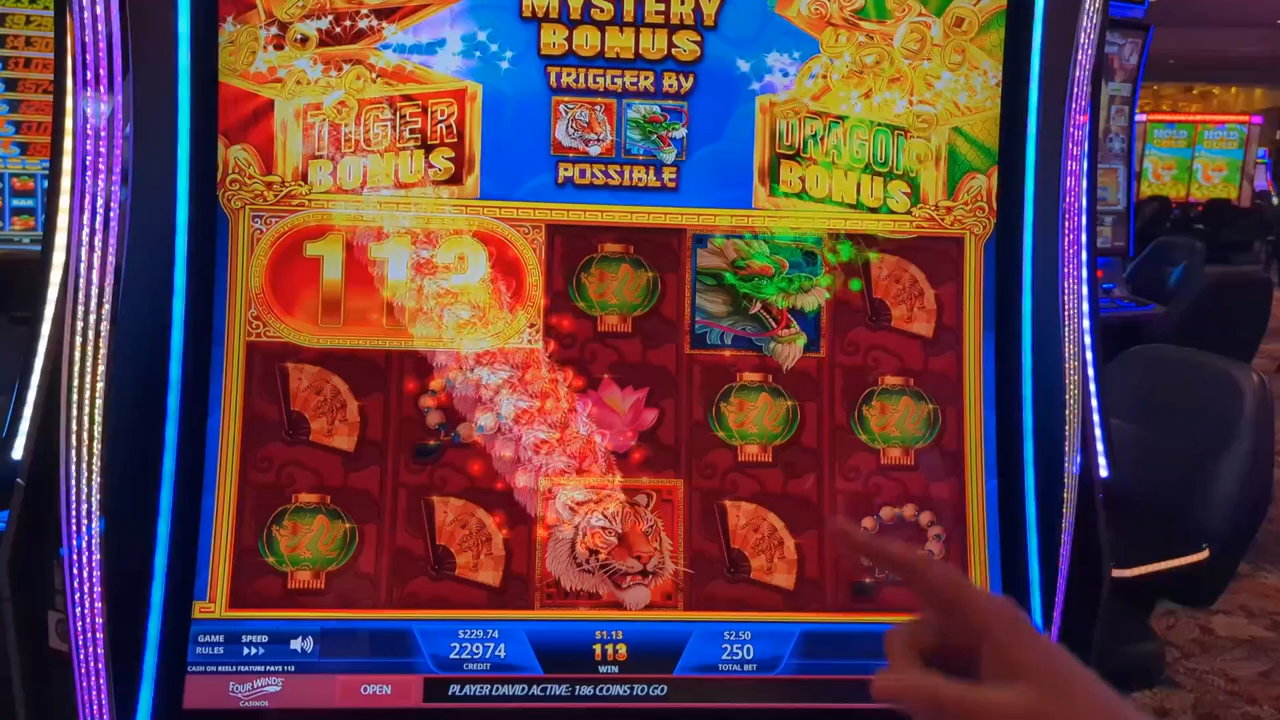 MYSTERY
BONUS
TRIGGER BY
POSSIBLE
TIGER
BONUS
DRAGON
BONUS
113
HOLD
HOLD
GAME
RULES
SPEED
$229.74
22974
CREDIT
$1.13
113
WIN
$2.50
250
TOTAL BET
CASH ON REELS FEATURE PAYS 113
FOUR WINDS
CASINOS
OPEN
PLAYER DAVID ACTIVE: 186 COINS TO GO